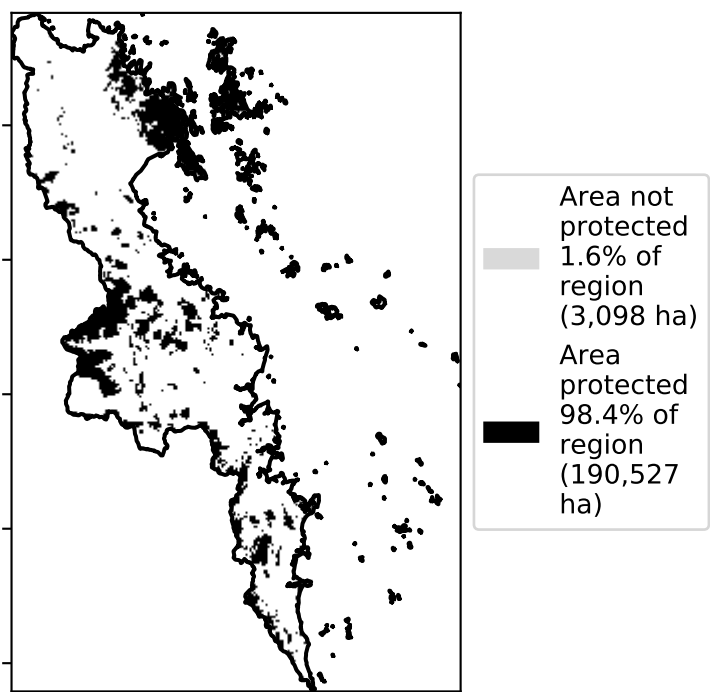 Area not
protected
1.6% of
region
(3,098 ha)
Area
protected
98.4% of
region
(190,527
ha)